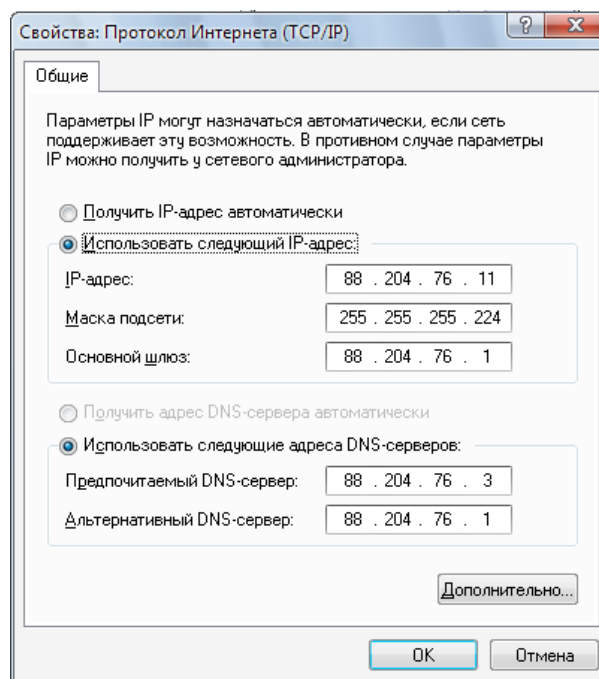 Свойства: Протокол Интернета (TCP/IP)
Общие
Параметры IP могут назначаться автоматически, если сеть
поддерживает эту возможность. В противном случае параметры
IP можно получить у сетевого администратора.
Получить IP-адрес автоматически
Использовать следующий IP-адрес:
IP-адрес: 88 . 204 . 76 . 11
Маска подсети: 255 . 255 . 255 . 224
Основной шлюз: 88 . 204 . 76 . 1
Получить адрес DNS-сервера автоматически
Использовать следующие адреса DNS-серверов:
Предпочитаемый DNS-сервер: 88 . 204 . 76 . 3
Альтернативный DNS-сервер: 88 . 204 . 76 . 1
Дополнительно...
OK Отмена